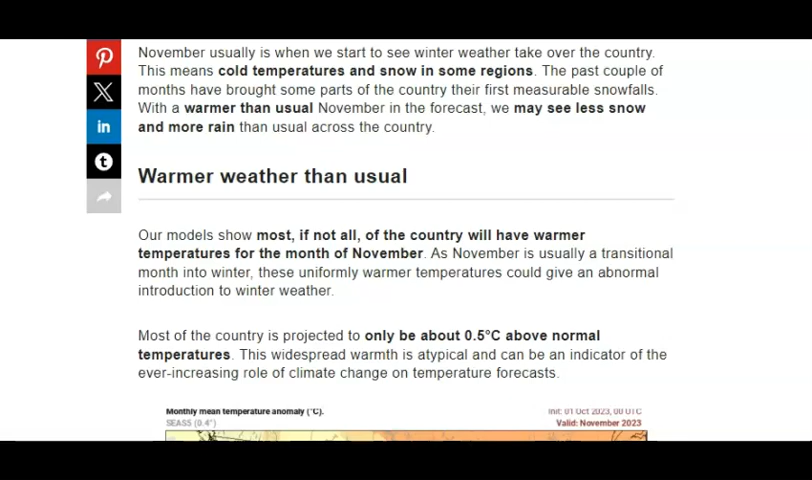 November usually is when we start to see winter weather take over the country.
This means cold temperatures and snow in some regions. The past couple of
months have brought some parts of the country their first measurable snowfalls.
With a warmer than usual November in the forecast, we may see less snow
and more rain than usual across the country.
Warmer weather than usual
Our models show most, if not all, of the country will have warmer
temperatures for the month of November. As November is usually a transitional
month into winter, these uniformly warmer temperatures could give an abnormal
introduction to winter weather.
Most of the country is projected to only be about 0.5°C above normal
temperatures. This widespread warmth is atypical and can be an indicator of the
ever-increasing role of climate change on temperature forecasts.
Monthly mean temperature anomaly (°C). Init: 01 Oct 2023, 00 UTC
SEAS5 (0.4°) Valid: November 2023